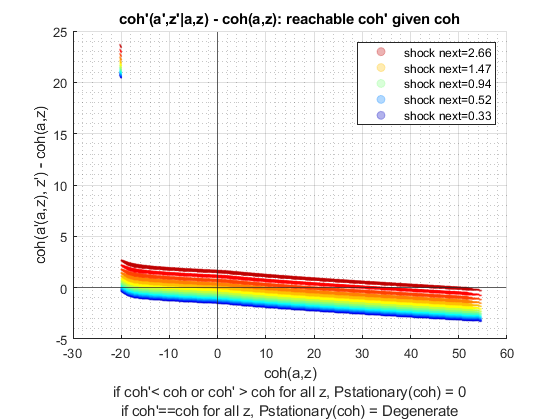 coh'(a',z'|a,z) - coh(a,z): reachable coh' given coh
25
20
15
10
5
0
-5
coh(a'(a,z), z') - coh(a,z)
shock next=2.66
shock next=1.47
shock next=0.94
shock next=0.52
shock next=0.33
-30
-20
-10
0
10
20
30
40
50
60
coh(a,z)
if coh'< coh or coh' > coh for all z, Pstationary(coh) = 0
if coh'==coh for all z, Pstationary(coh) = Degenerate